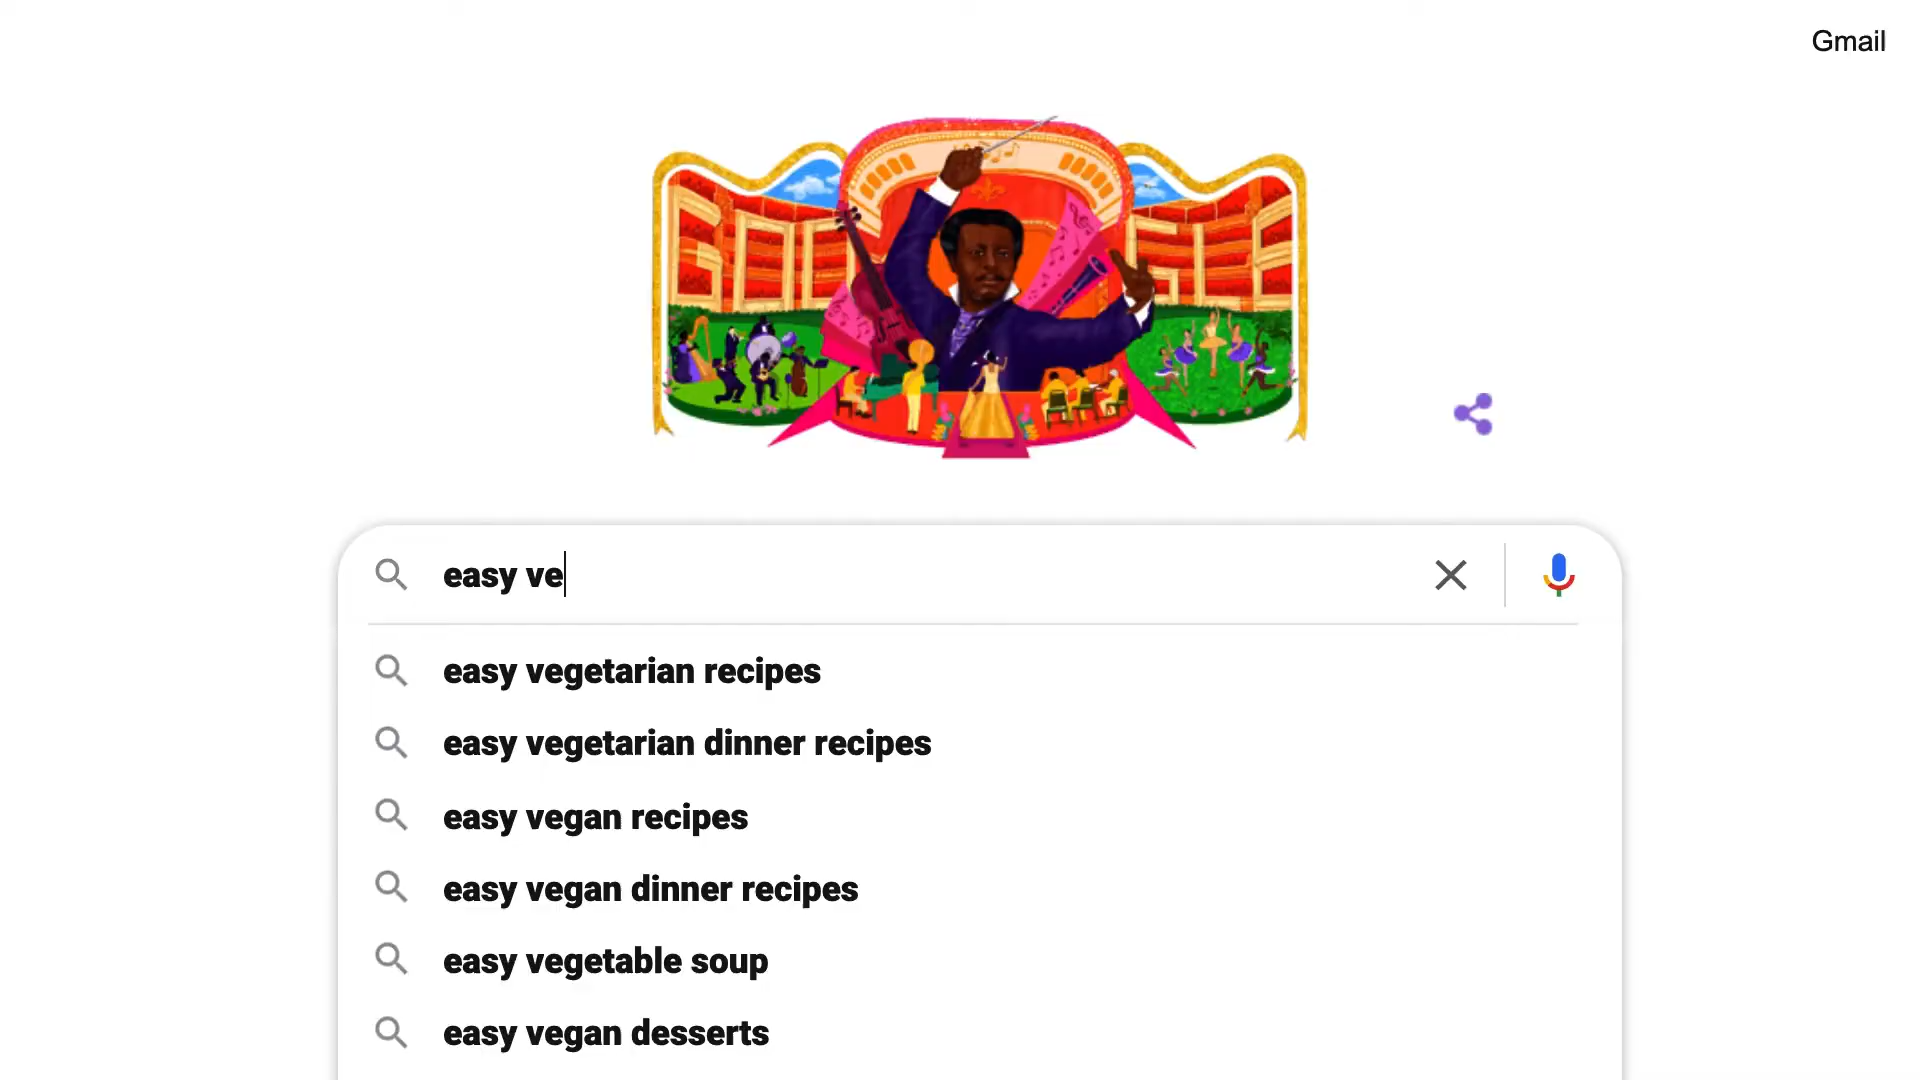 Gmail
easy ve
easy vegetarian recipes
easy vegetarian dinner recipes
easy vegan recipes
easy vegan dinner recipes
easy vegetable soup
easy vegan desserts